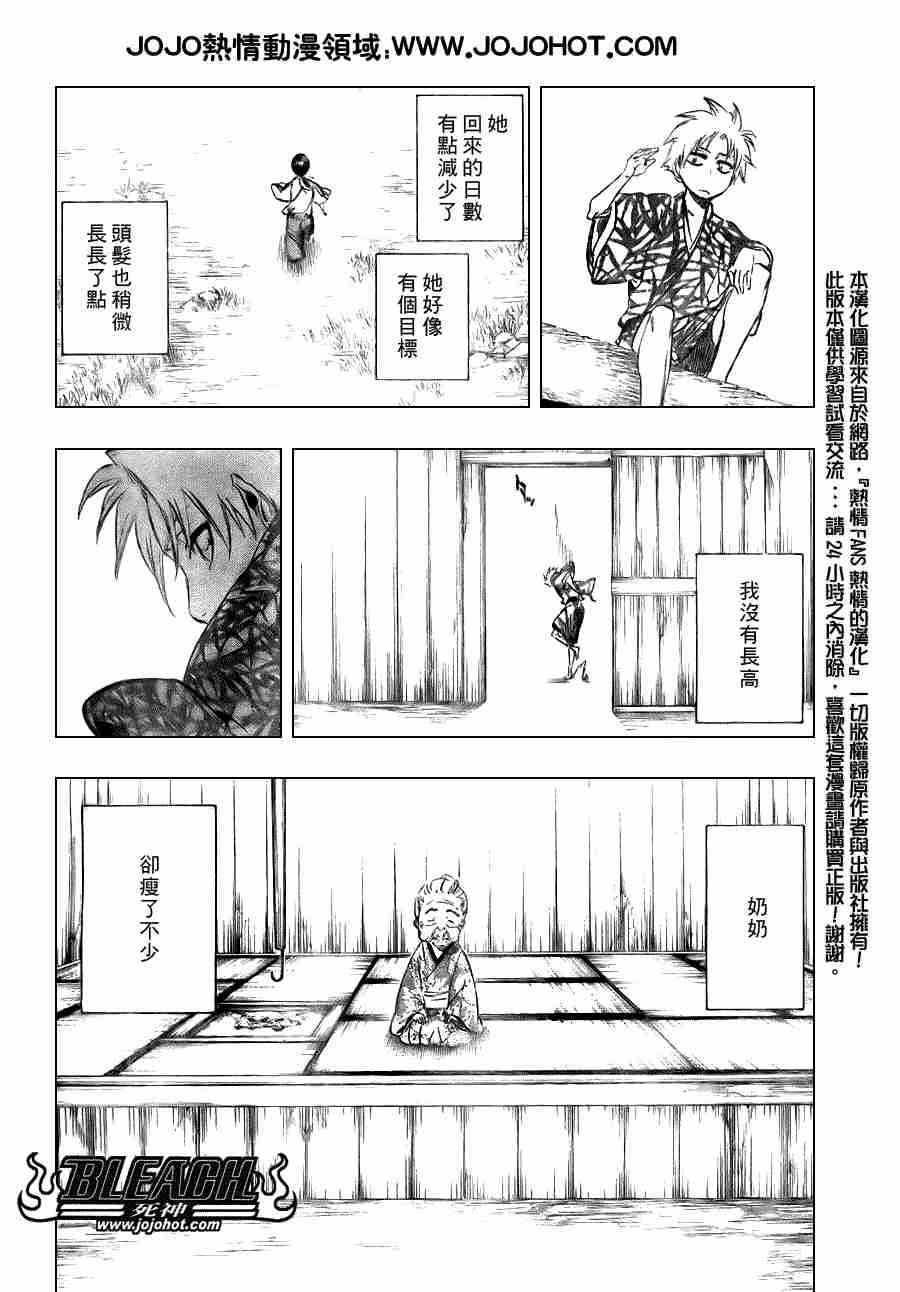 JOJO熱情動漫領域:WWW.JOJOHOT.COM
她
回來的日數
有點減少了
她好像
有個目標
頭髮也稍微
長長了點
我沒有長高
奶奶
卻瘦了不少
本漢化圖源來自於網路,『熱情FANS熱情的漢化』一切版權歸原作者與出版社擁有!
此版本僅供學習試看交流...請24小時之內消除,喜歡這套漫畫請購買正版!謝謝。
BLEACH
死神
www.jojohot.com